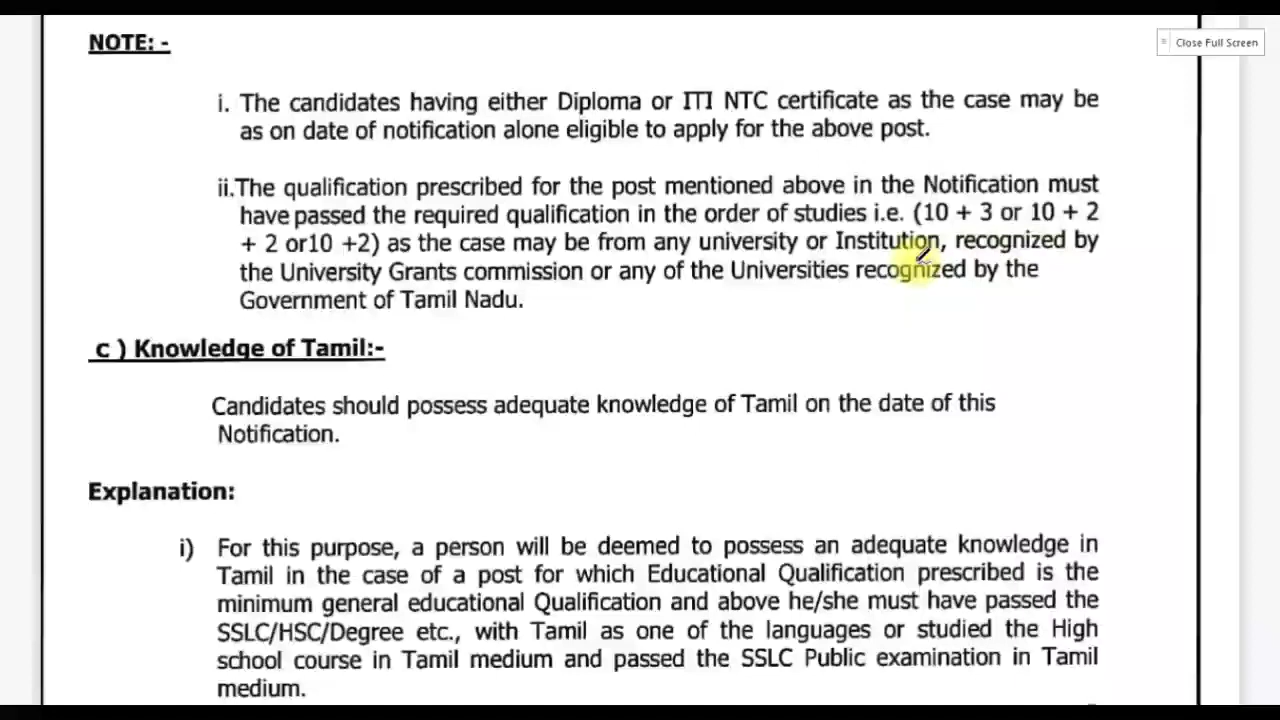 NOTE: -
≡ Close Full Screen
i. The candidates having either Diploma or ITI NTC certificate as the case may be
as on date of notification alone eligible to apply for the above post.
ii.The qualification prescribed for the post mentioned above in the Notification must
have passed the required qualification in the order of studies i.e. (10 + 3 or 10 + 2
+ 2 or10 +2) as the case may be from any university or Institution, recognized by
the University Grants commission or any of the Universities recognized by the
Government of Tamil Nadu.
c ) Knowledge of Tamil:-
Candidates should possess adequate knowledge of Tamil on the date of this
Notification.
Explanation:
i) For this purpose, a person will be deemed to possess an adequate knowledge in
Tamil in the case of a post for which Educational Qualification prescribed is the
minimum general educational Qualification and above he/she must have passed the
SSLC/HSC/Degree etc., with Tamil as one of the languages or studied the High
school course in Tamil medium and passed the SSLC Public examination in Tamil
medium.